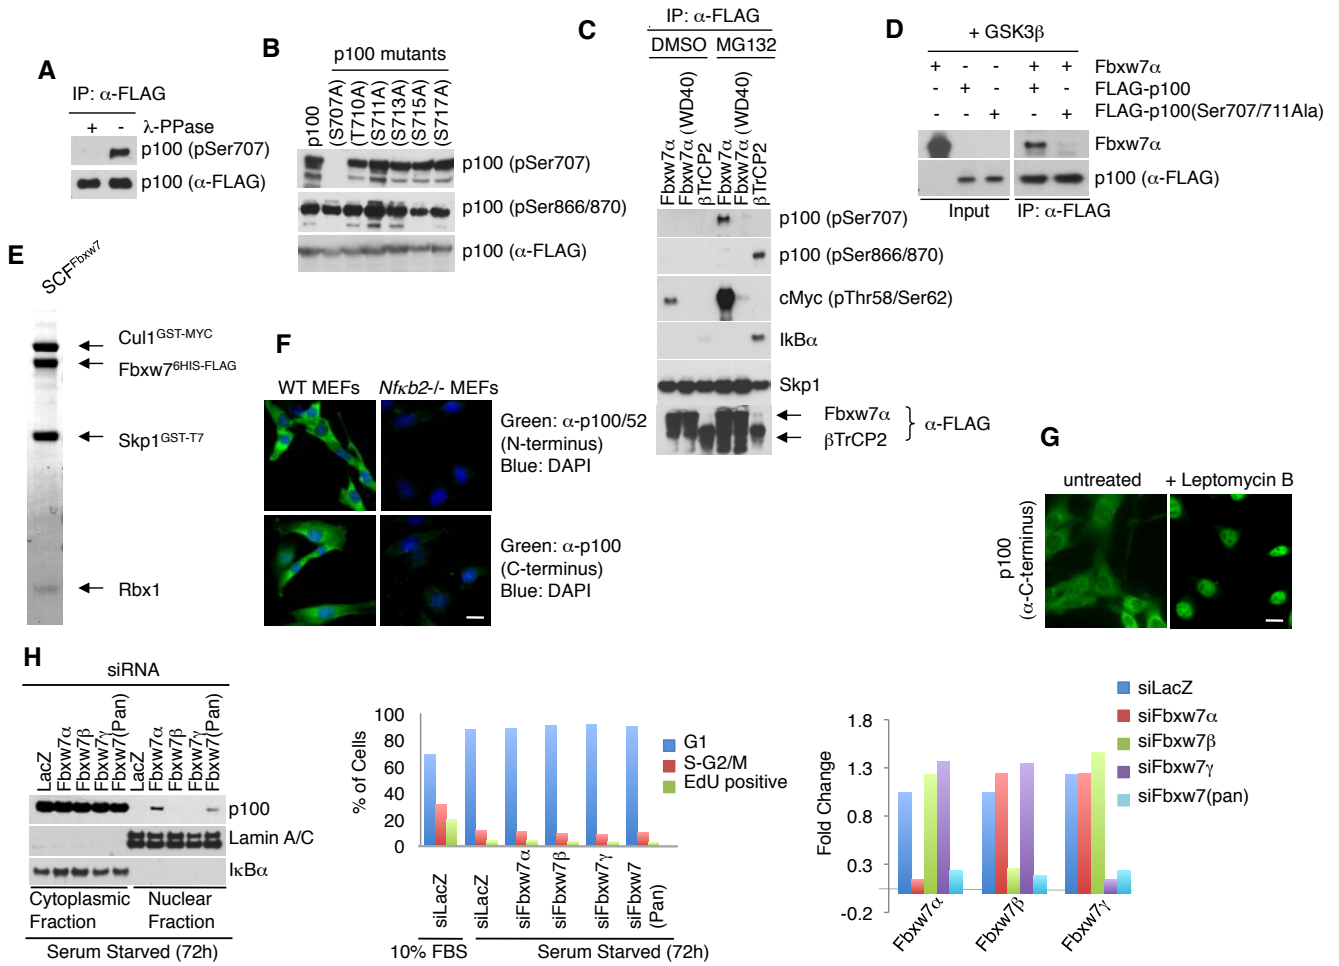 A
IP: α-FLAG
+ - λ-PPase
p100 (pSer707)
p100 (α-FLAG)
B
p100 mutants
p100
(S707A)
(T710A)
(S711A)
(S713A)
(S715A)
(S717A)
p100 (pSer707)
p100 (pSer866/870)
p100 (α-FLAG)
C
IP: α-FLAG
DMSO MG132
Fbxw7α
Fbxw7α (WD40)
βTrCP2
Fbxw7α
Fbxw7α (WD40)
βTrCP2
p100 (pSer707)
p100 (pSer866/870)
cMyc (pThr58/Ser62)
IkBα
Skp1
Fbxw7α
βTrCP2
α-FLAG
D
+ GSK3β
+ - - + + Fbxw7α
- + - + - FLAG-p100
- - + - + FLAG-p100(Ser707/711Ala)
Fbxw7α
p100 (α-FLAG)
Input IP: α-FLAG
E
SCFFbxw7
Cul1GST-MYC
Fbxw76HIS-FLAG
Skp1GST-T7
Rbx1
F
WT MEFs Nfκb2-/- MEFs
Green: α-p100/52
(N-terminus)
Blue: DAPI
Green: α-p100
(C-terminus)
Blue: DAPI
G
untreated + Leptomycin B
p100
(α-C-terminus)
H
siRNA
LacZ
Fbxw7α
Fbxw7β
Fbxw7γ
Fbxw7(Pan)
LacZ
Fbxw7α
Fbxw7β
Fbxw7γ
Fbxw7(Pan)
p100
Lamin A/C
IκBα
Cytoplasmic
Fraction
Nuclear
Fraction
Serum Starved (72h)
% of Cells
100
80
60
40
20
0
G1
S-G2/M
EdU positive
siLacZ
siLacZ
siFbxw7α
siFbxw7β
siFbxw7γ
siFbxw7
(Pan)
10% FBS Serum Starved (72h)
Fold Change
1.8
1.3
0.8
0.3
-0.2
Fbxw7α
Fbxw7β
Fbxw7γ
siLacZ
siFbxw7α
siFbxw7β
siFbxw7γ
siFbxw7(pan)